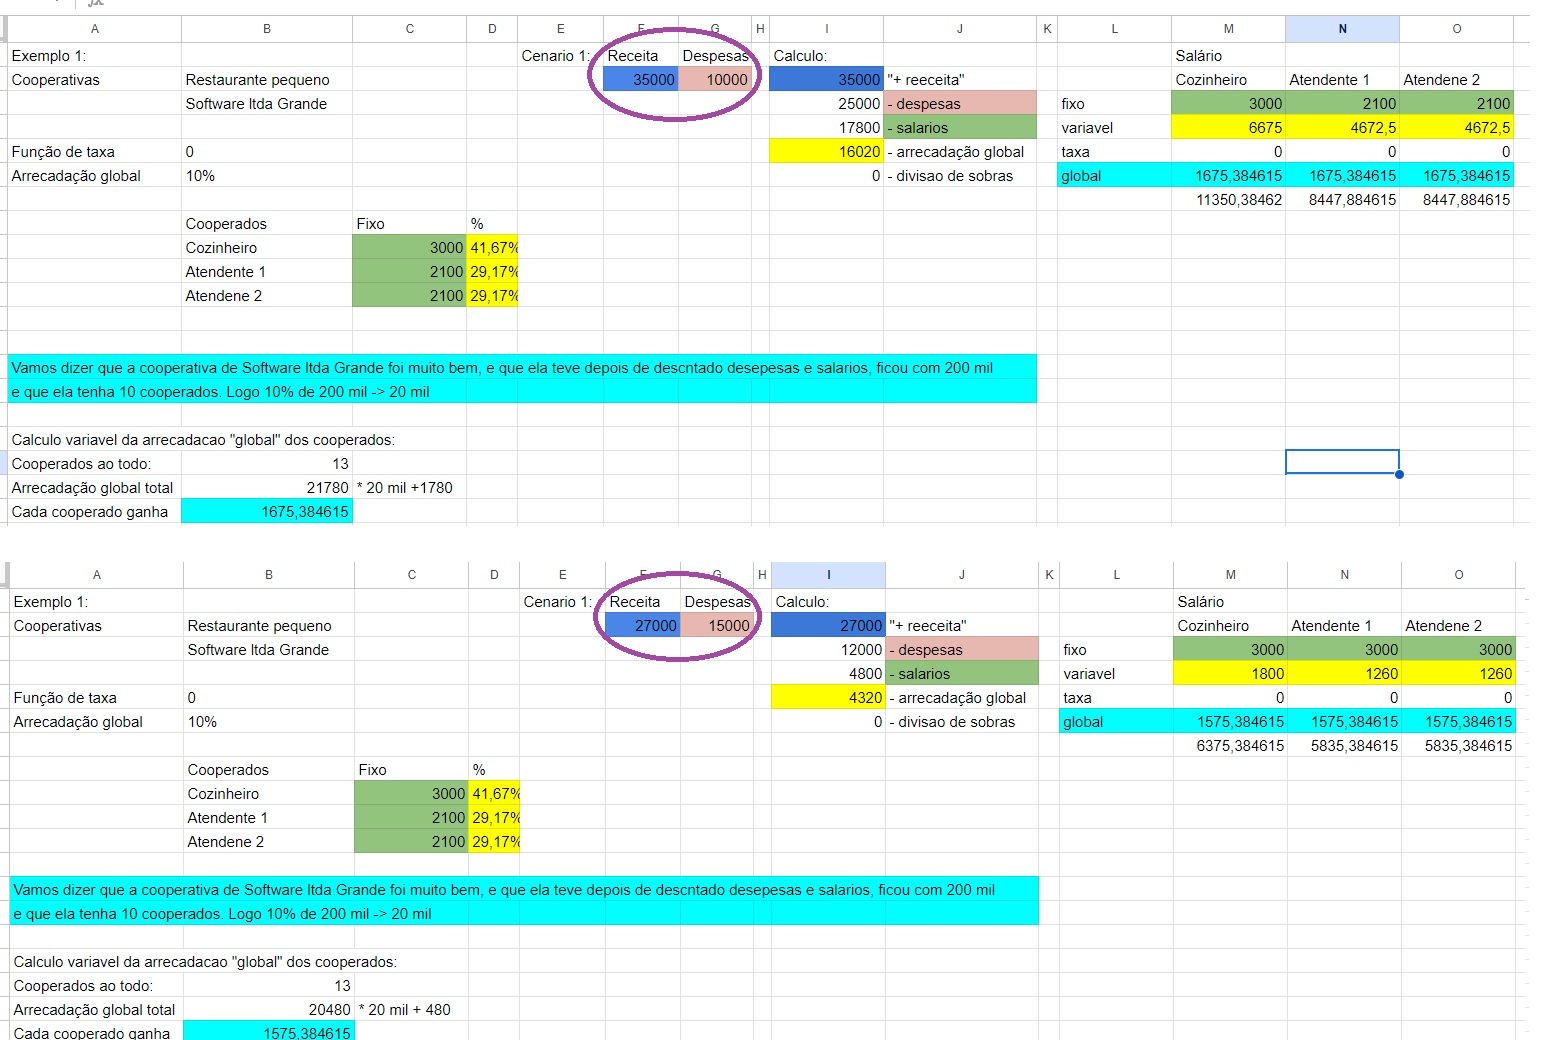 A B C D E F G H I J K L M N O
Exemplo 1: Cenario 1: Receita Despesas Calculo: Salário
Cooperativas Restaurante pequeno 35000 10000 35000 "+ reeceita" Cozinheiro Atendente 1 Atendene 2
Software ltda Grande 25000 - despesas fixo 3000 2100 2100
17800 - salarios variavel 6675 4672,5 4672,5
Função de taxa 0 16020 - arrecadação global taxa 0 0 0
Arrecadação global 10% 0 - divisao de sobras global 1675,384615 1675,384615 1675,384615
11350,38462 8447,884615 8447,884615
Cooperados Fixo %
Cozinheiro 3000 41,67%
Atendente 1 2100 29,17%
Atendene 2 2100 29,17%
Vamos dizer que a cooperativa de Software ltda Grande foi muito bem, e que ela teve depois de descntado desepesas e salarios, ficou com 200 mil
e que ela tenha 10 cooperados. Logo 10% de 200 mil -> 20 mil
Calculo variavel da arrecadacao "global" dos cooperados:
Cooperados ao todo: 13
Arrecadação global total 21780 * 20 mil +1780
Cada cooperado ganha 1675,384615
A B C D E F G H I J K L M N O
Exemplo 1: Cenario 1: Receita Despesas Calculo: Salário
Cooperativas Restaurante pequeno 27000 15000 27000 "+ reeceita" Cozinheiro Atendente 1 Atendene 2
Software ltda Grande 12000 - despesas fixo 3000 3000 3000
4800 - salarios variavel 1800 1260 1260
Função de taxa 0 4320 - arrecadação global taxa 0 0 0
Arrecadação global 10% 0 - divisao de sobras global 1575,384615 1575,384615 1575,384615
6375,384615 5835,384615 5835,384615
Cooperados Fixo %
Cozinheiro 3000 41,67%
Atendente 1 2100 29,17%
Atendene 2 2100 29,17%
Vamos dizer que a cooperativa de Software ltda Grande foi muito bem, e que ela teve depois de descntado desepesas e salarios, ficou com 200 mil
e que ela tenha 10 cooperados. Logo 10% de 200 mil -> 20 mil
Calculo variavel da arrecadacao "global" dos cooperados:
Cooperados ao todo: 13
Arrecadação global total 20480 * 20 mil + 480
Cada cooperado ganha 1575,384615